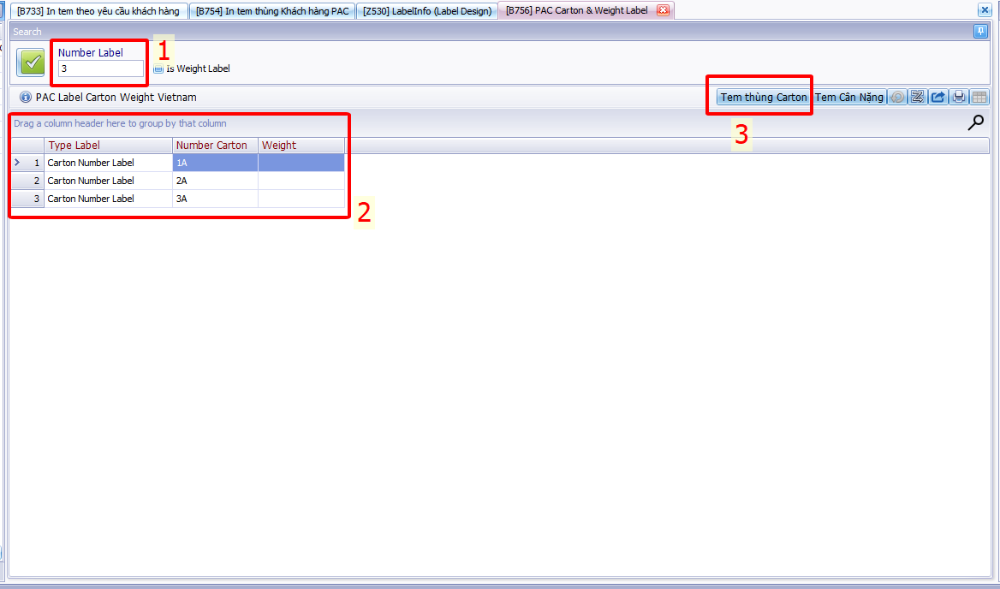 [B733] In tem theo yêu cầu khách hàng [B754] In tem thùng Khách hàng PAC [Z530] LabelInfo (Label Design) [B756] PAC Carton & Weight Label
Search
Number Label
1
3
Is Weight Label
PAC Label Carton Weight Vietnam
Tem thùng Carton Tem Cân Nặng
3
Drag a column header here to group by that column
Type Label Number Carton Weight
1 Carton Number Label 1A
2 Carton Number Label 2A
3 Carton Number Label 3A
2